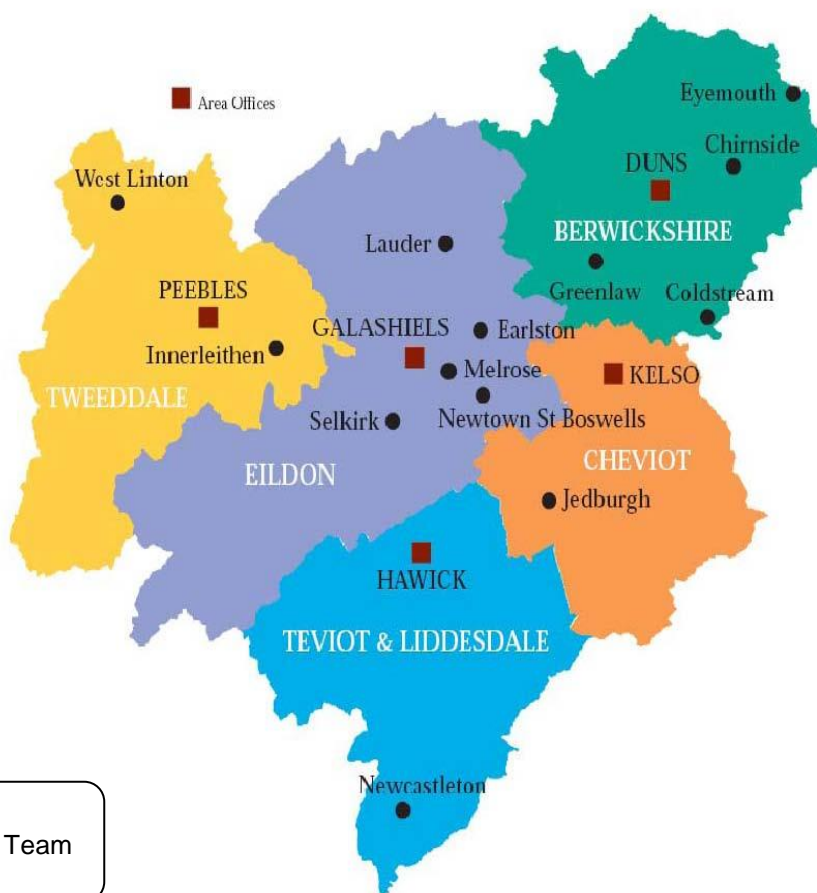 Area Offices
Eyemouth
Chirnside
DUNS
West Linton
BERWICKSHIRE
Lauder
Greenlaw
Coldstream
PEEBLES
GALASHIELS
Earlston
Innerleithen
Melrose
KELSO
TWEEDDALE
Selkirk
Newtown St Boswells
EILDON
CHEVIOT
Jedburgh
HAWICK
TEVIOT & LIDDESDALE
Newcastleton
Team